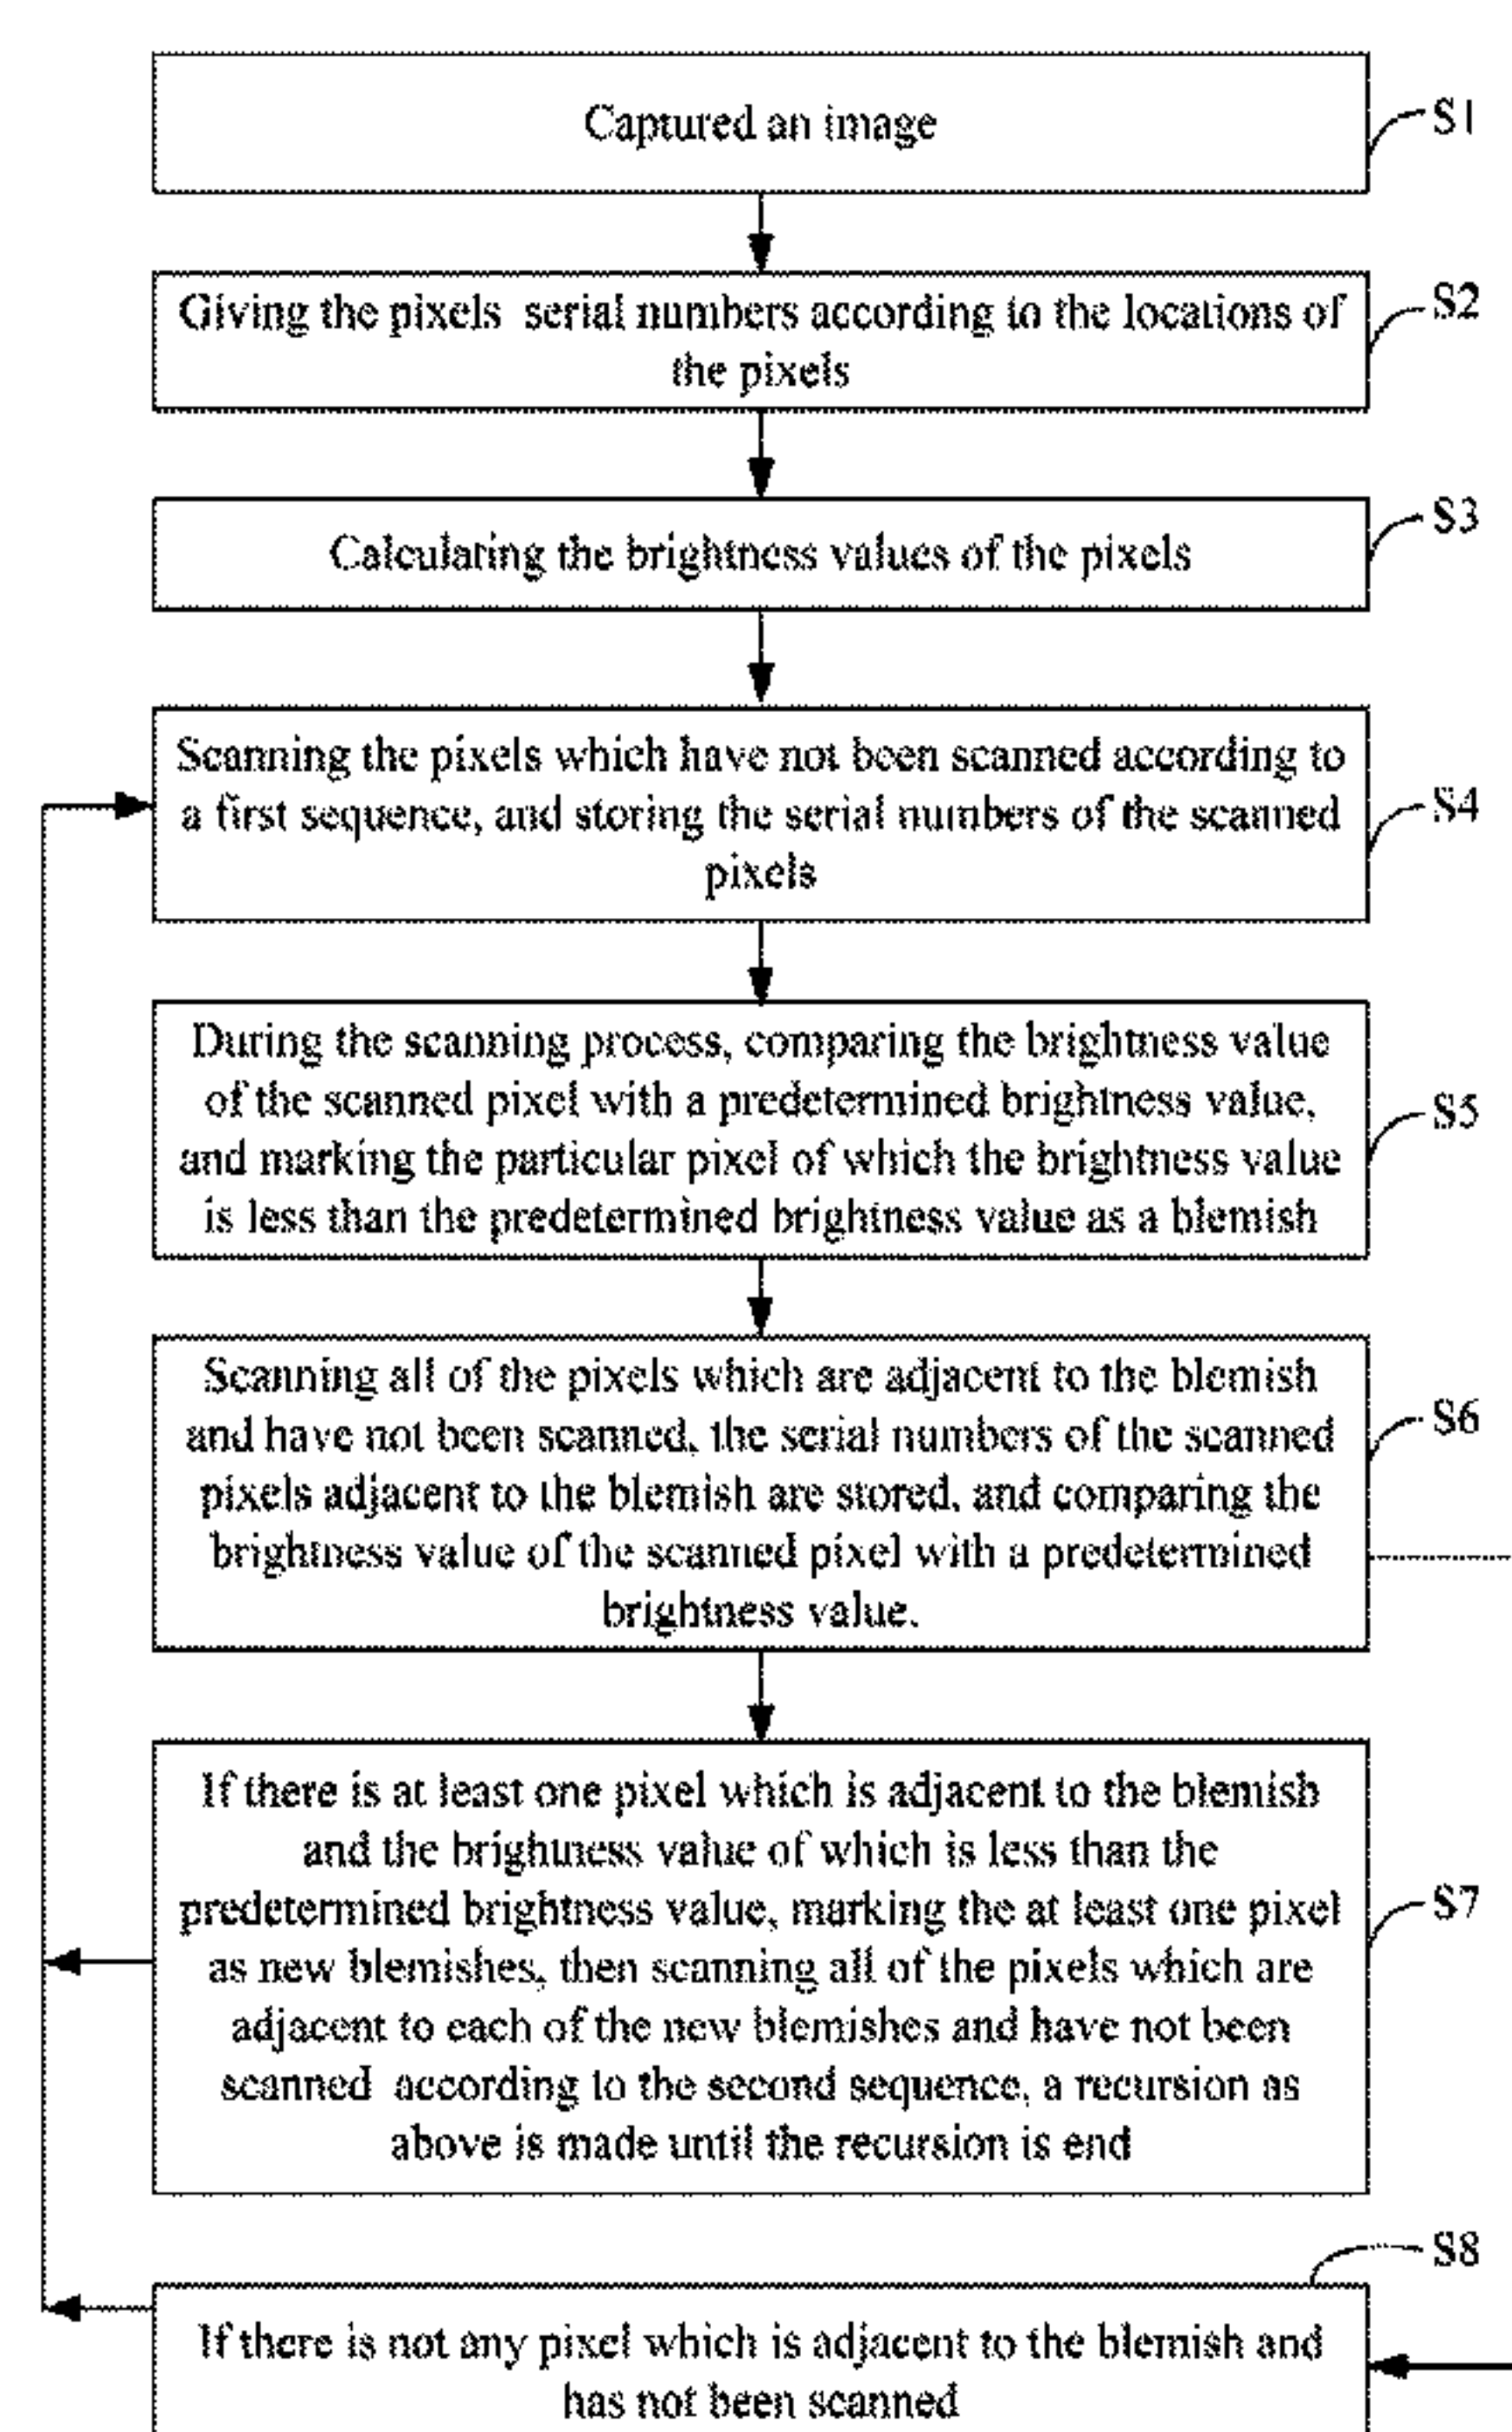 Captured an image
S1
Giving the pixels serial numbers according to the locations of
the pixels
S2
Calculating the brightness values of the pixels
S3
Scanning the pixels which have not been scanned according to
a first sequence, and storing the serial numbers of the scanned
pixels
S4
During the scanning process, comparing the brightness value
of the scanned pixel with a predetermined brightness value,
and marking the particular pixel of which the brightness value
is less than the predetermined brightness value as a blemish
S5
Scanning all of the pixels which are adjacent to the blemish
and have not been scanned, the serial numbers of the scanned
pixels adjacent to the blemish are stored, and comparing the
brightness value of the scanned pixel with a predetermined
brightness value.
S6
If there is at least one pixel which is adjacent to the blemish
and the brightness value of which is less than the
predetermined brightness value, marking the at least one pixel
as new blemishes, then scanning all of the pixels which are
adjacent to each of the new blemishes and have not been
scanned according to the second sequence, a recursion as
above is made until the recursion is end
S7
S8
If there is not any pixel which is adjacent to the blemish and
has not been scanned